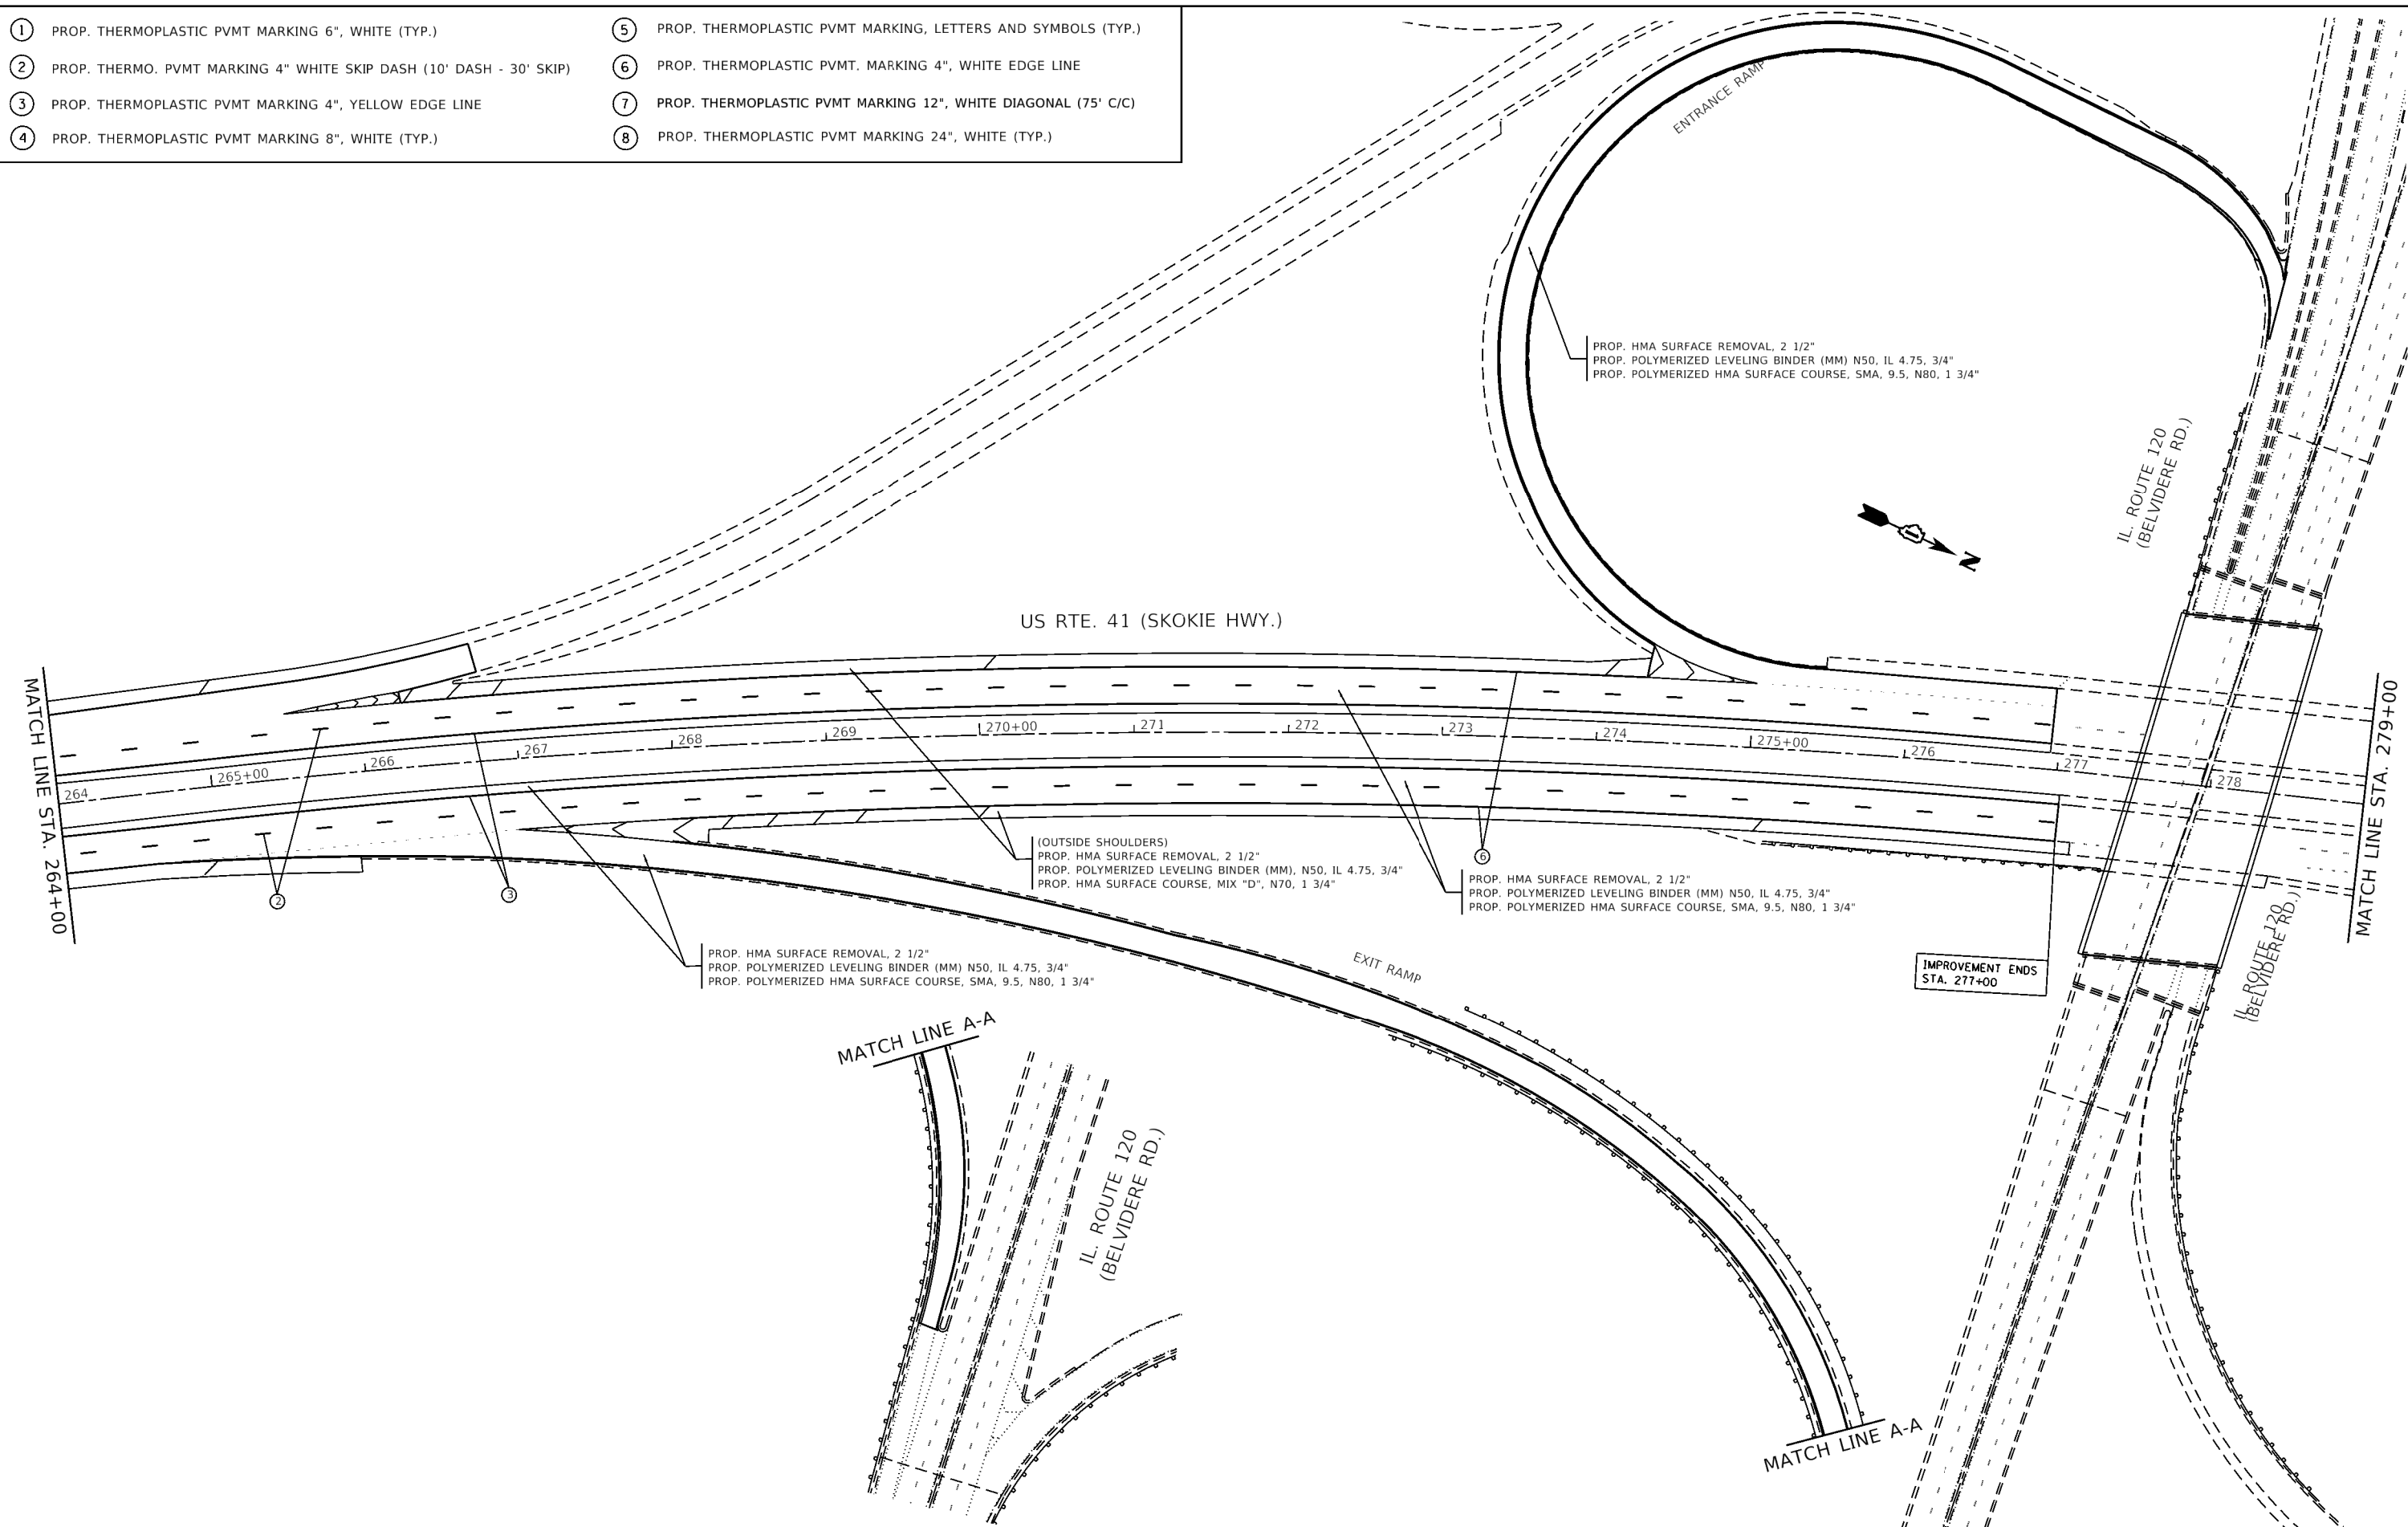 1 PROP. THERMOPLASTIC PVMT MARKING 6", WHITE (TYP.)
2 PROP. THERMO. PVMT MARKING 4" WHITE SKIP DASH (10' DASH - 30' SKIP)
3 PROP. THERMOPLASTIC PVMT MARKING 4", YELLOW EDGE LINE
4 PROP. THERMOPLASTIC PVMT MARKING 8", WHITE (TYP.)
5 PROP. THERMOPLASTIC PVMT MARKING, LETTERS AND SYMBOLS (TYP.)
6 PROP. THERMOPLASTIC PVMT. MARKING 4", WHITE EDGE LINE
7 PROP. THERMOPLASTIC PVMT MARKING 12", WHITE DIAGONAL (75' C/C)
8 PROP. THERMOPLASTIC PVMT MARKING 24", WHITE (TYP.)
ENTRANCE RAMP
PROP. HMA SURFACE REMOVAL, 2 1/2"
PROP. POLYMERIZED LEVELING BINDER (MM) N50, IL 4.75, 3/4"
PROP. POLYMERIZED HMA SURFACE COURSE, SMA, 9.5, N80, 1 3/4"
IL. ROUTE 120
(BELVIDERE RD.)
N
US RTE. 41 (SKOKIE HWY.)
MATCH LINE STA. 264+00
264
265+00
266
267
268
269
270+00
271
272
273
274
275+00
276
277
278
MATCH LINE STA. 279+00
2
3
6
(OUTSIDE SHOULDERS)
PROP. HMA SURFACE REMOVAL, 2 1/2"
PROP. POLYMERIZED LEVELING BINDER (MM), N50, IL 4.75, 3/4"
PROP. HMA SURFACE COURSE, MIX "D", N70, 1 3/4"
PROP. HMA SURFACE REMOVAL, 2 1/2"
PROP. POLYMERIZED LEVELING BINDER (MM) N50, IL 4.75, 3/4"
PROP. POLYMERIZED HMA SURFACE COURSE, SMA, 9.5, N80, 1 3/4"
PROP. HMA SURFACE REMOVAL, 2 1/2"
PROP. POLYMERIZED LEVELING BINDER (MM) N50, IL 4.75, 3/4"
PROP. POLYMERIZED HMA SURFACE COURSE, SMA, 9.5, N80, 1 3/4"
EXIT RAMP
IMPROVEMENT ENDS
STA. 277+00
IL. ROUTE 120
(BELVIDERE RD.)
MATCH LINE A-A
IL. ROUTE 120
(BELVIDERE RD.)
MATCH LINE A-A